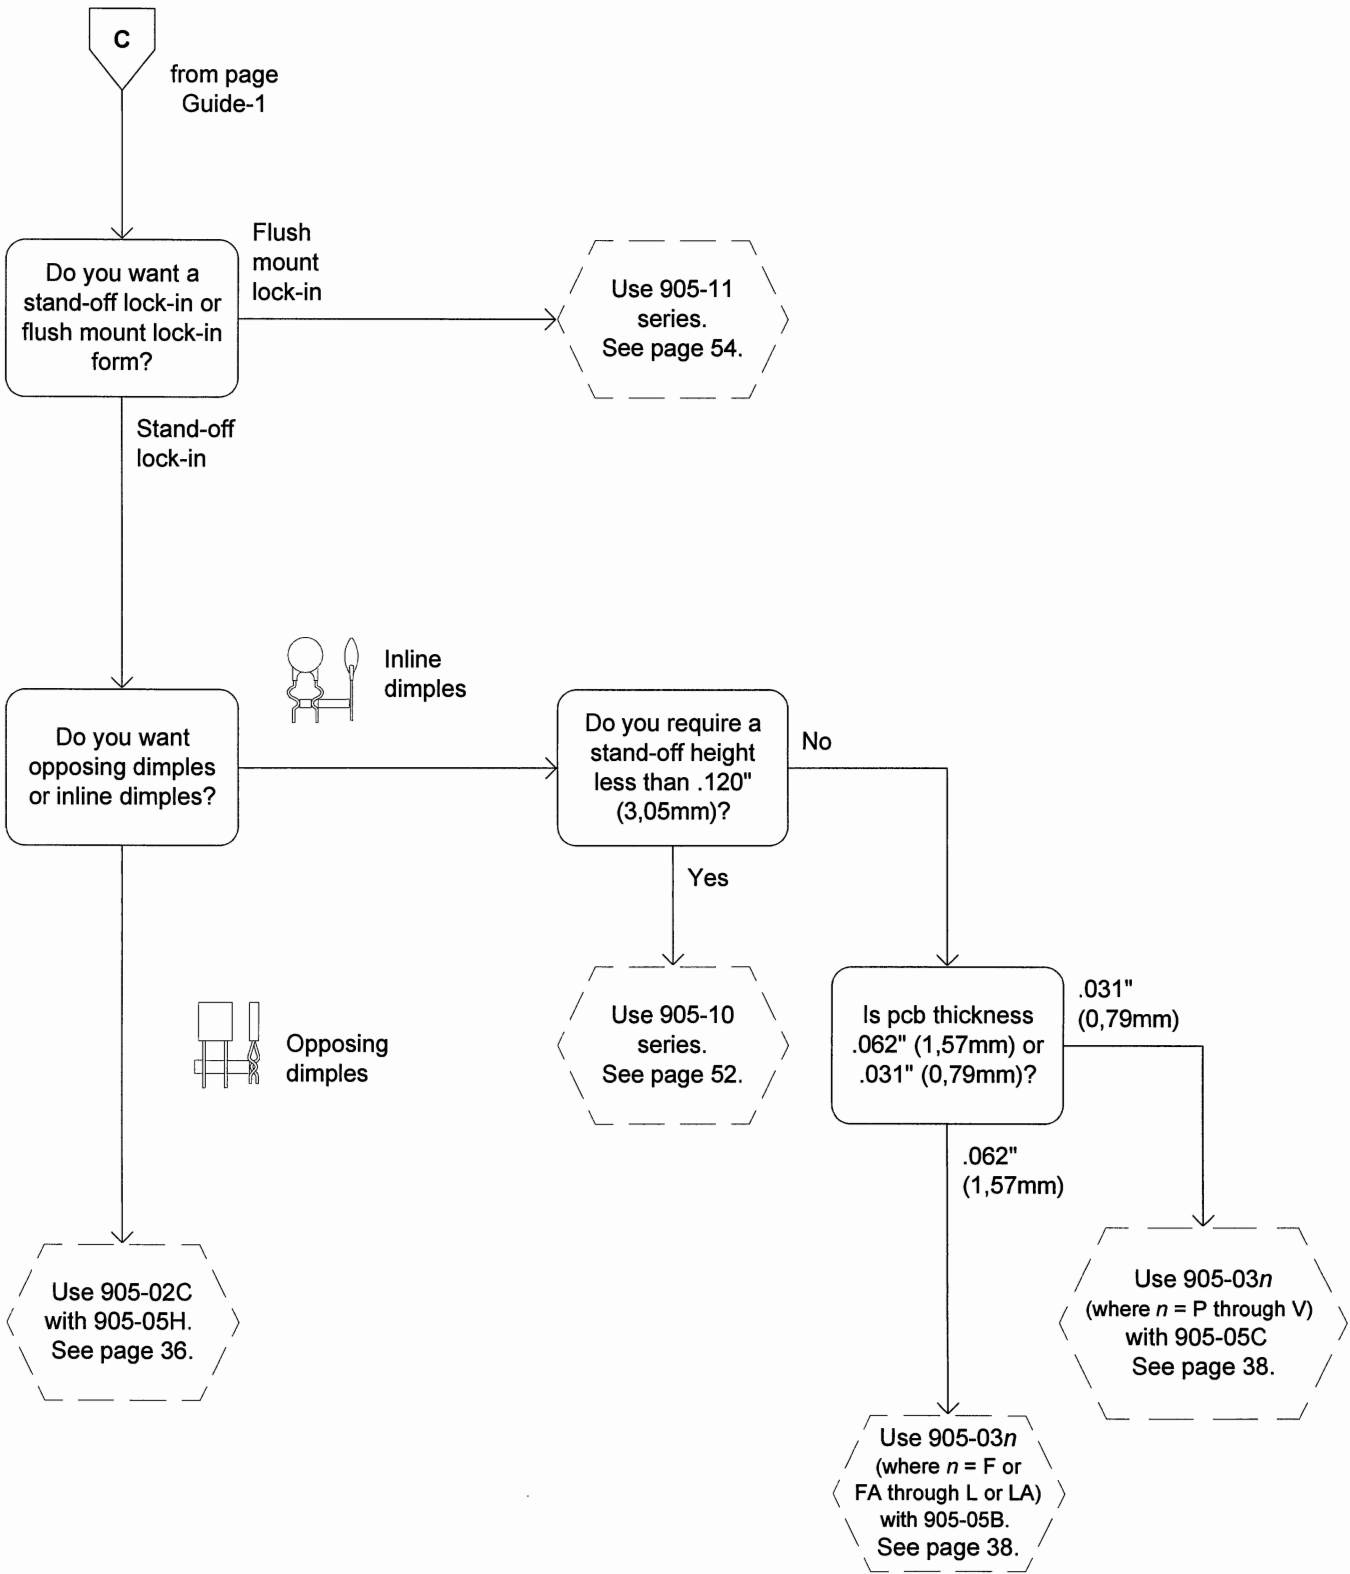 C
from page
Guide-1
Do you want a
stand-off lock-in or
flush mount lock-in
form?
Flush
mount
lock-in
Use 905-11
series.
See page 54.
Stand-off
lock-in
Do you want
opposing dimples
or inline dimples?
Inline
dimples
Do you require a
stand-off height
less than .120"
(3,05mm)?
No
Yes
Use 905-10
series.
See page 52.
Is pcb thickness
.062" (1,57mm) or
.031" (0,79mm)?
.031"
(0,79mm)
.062"
(1,57mm)
Opposing
dimples
Use 905-02C
with 905-05H.
See page 36.
Use 905-03n
(where n = P through V)
with 905-05C
See page 38.
Use 905-03n
(where n = F or
FA through L or LA)
with 905-05B.
See page 38.